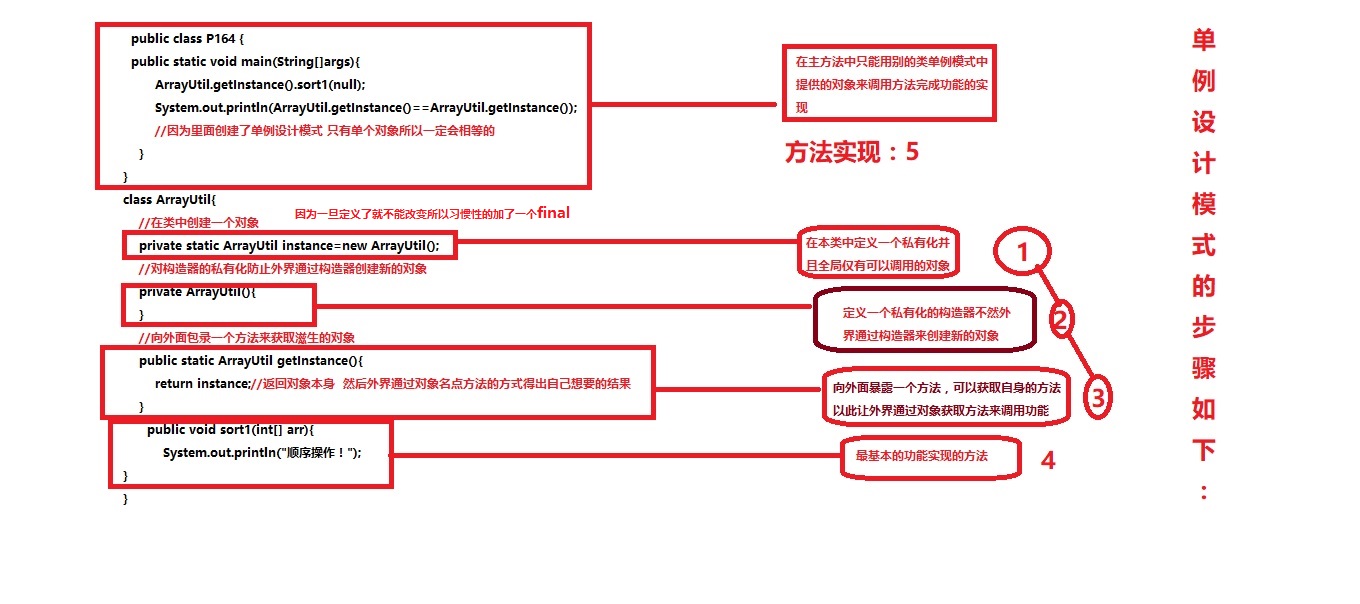 public class P164 {
public static void main(String[]args){
ArrayUtil.getInstance().sort1(null);
System.out.println(ArrayUtil.getInstance()==ArrayUtil.getInstance());
//因为里面创建了单例设计模式 只有单个对象所以一定会相等的
}
}
class ArrayUtil{
//在类中创建一个对象
因为一旦定义了就不能改变所以习惯性的加了一个final
private static ArrayUtil instance=new ArrayUtil();
//对构造器的私有化防止外界通过构造器创建新的对象
private ArrayUtil(){
}
//向外面包录一个方法来获取滋生的对象
public static ArrayUtil getInstance(){
return instance;//返回对象本身 然后外界通过对象名点方法的方式得出自己想要的结果
}
public void sort1(int[] arr){
System.out.println("顺序操作！");
}
}
在主方法中只能用别的类单例模式中
提供的对象来调用方法完成功能的实
现
方法实现：5
在本类中定义一个私有化并
且全局仅有可以调用的对象
1
定义一个私有化的构造器不然外
界通过构造器来创建新的对象
2
向外面暴露一个方法，可以获取自身的方法
以此让外界通过对象获取方法来调用功能
3
最基本的功能实现的方法
4
单例设计模式的步骤如下：